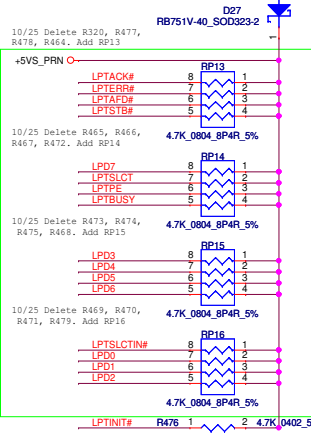 D27
RB751V-40_SOD323-2
10/25 Delete R320, R477,
R478, R464. Add RP13
1
+5VS_PRN
RP13
LPTACK# 8 1
LPTERR# 7 2
LPTAFD# 6 3
LPTSTB# 5 4
10/25 Delete R465, R466,
R467, R472. Add RP14
4.7K_0804_8P4R_5%
RP14
LPD7 8 1
LPTSLCT 7 2
LPTPE 6 3
LPTBUSY 5 4
10/25 Delete R473, R474,
R475, R468. Add RP15
4.7K_0804_8P4R_5%
RP15
LPD3 8 1
LPD4 7 2
LPD5 6 3
LPD6 5 4
10/25 Delete R469, R470,
R471, R479. Add RP16
4.7K_0804_8P4R_5%
RP16
LPTSLCTIN# 8 1
LPD0 7 2
LPD1 6 3
LPD2 5 4
4.7K_0804_8P4R_5%
LPTINIT# R476 1 2 4.7K_0402_5